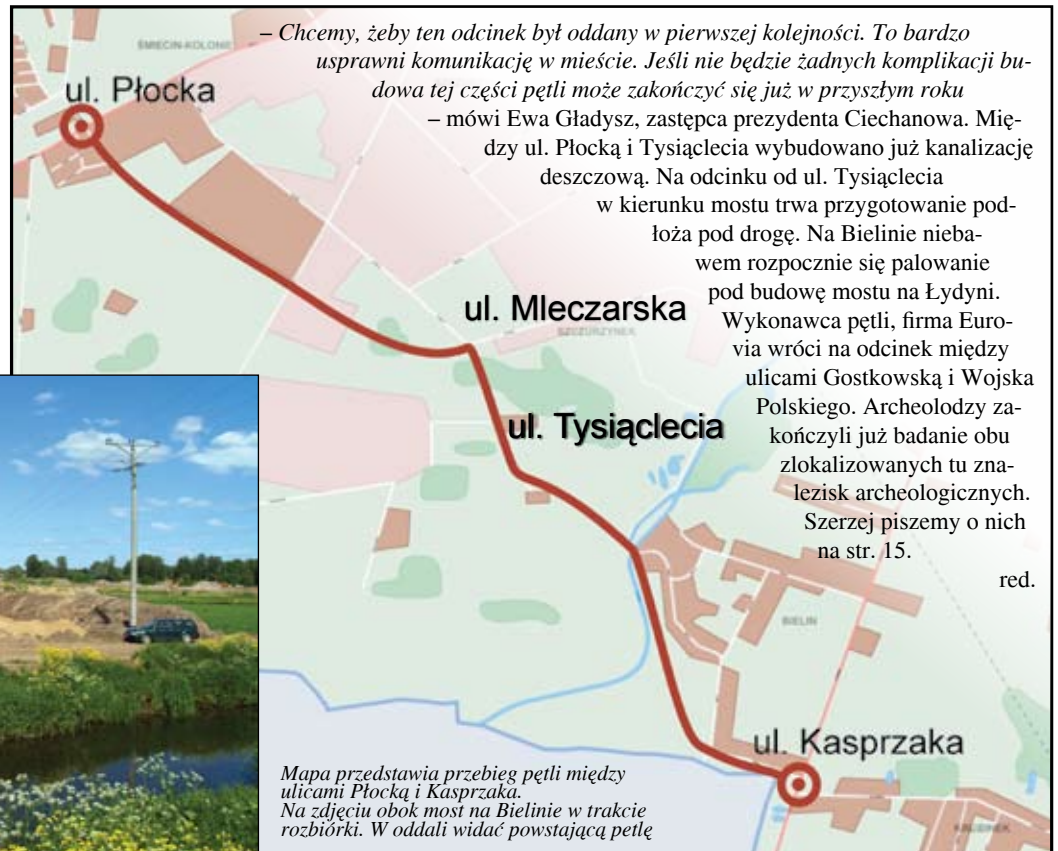 – Chcemy, żeby ten odcinek był oddany w pierwszej kolejności. To bardzo
usprawni komunikację w mieście. Jeśli nie będzie żadnych komplikacji bu-
dowa tej części pętli może zakończyć się już w przyszłym roku
– mówi Ewa Gładysz, zastępca prezydenta Ciechanowa. Mię-
dzy ul. Płocką i Tysiąclecia wybudowano już kanalizację
deszczową. Na odcinku od ul. Tysiąclecia
w kierunku mostu trwa przygotowanie pod-
łoża pod drogę. Na Bielinie nieba-
wem rozpocznie się palowanie
pod budowę mostu na Łydyni.
Wykonawca pętli, firma Euro-
via wróci na odcinek między
ulicami Gostkowską i Wojska
Polskiego. Archeolodzy za-
kończyli już badanie obu
zlokalizowanych tu zna-
lezisk archeologicznych.
Szerzej piszemy o nich
na str. 15.
red.
ŚMIECIN-KOLONIE
ul. Płocka
ul. Mleczarska
SZCZURZYNEK
ul. Tysiąclecia
BIELIN
ul. Kasprzaka
Mapa przedstawia przebieg pętli między
ulicami Płocką i Kasprzaka.
Na zdjęciu obok most na Bielinie w trakcie
rozbiórki. W oddali widać powstającą petlę